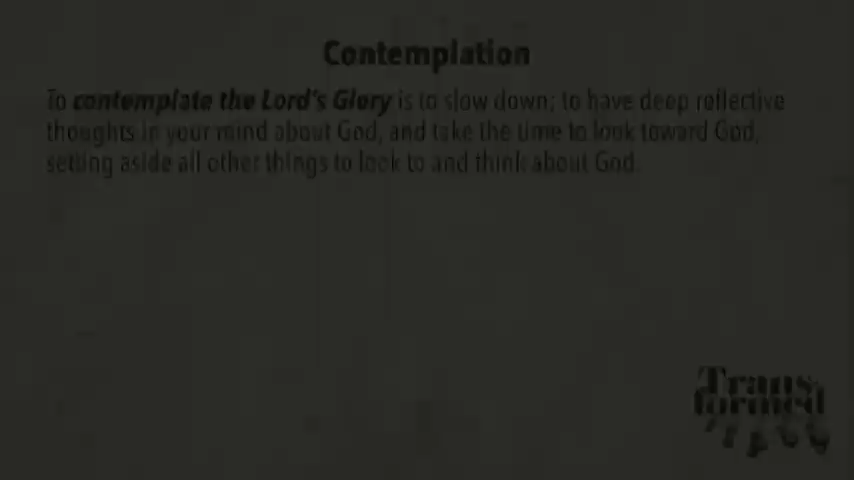 Contemplation
To contemplate the Lord's Glory is to slow down; to have deep reflective
thoughts in your mind about God, and take the time to look toward God,
setting aside all other things to look to and think about God.
Trans
formed